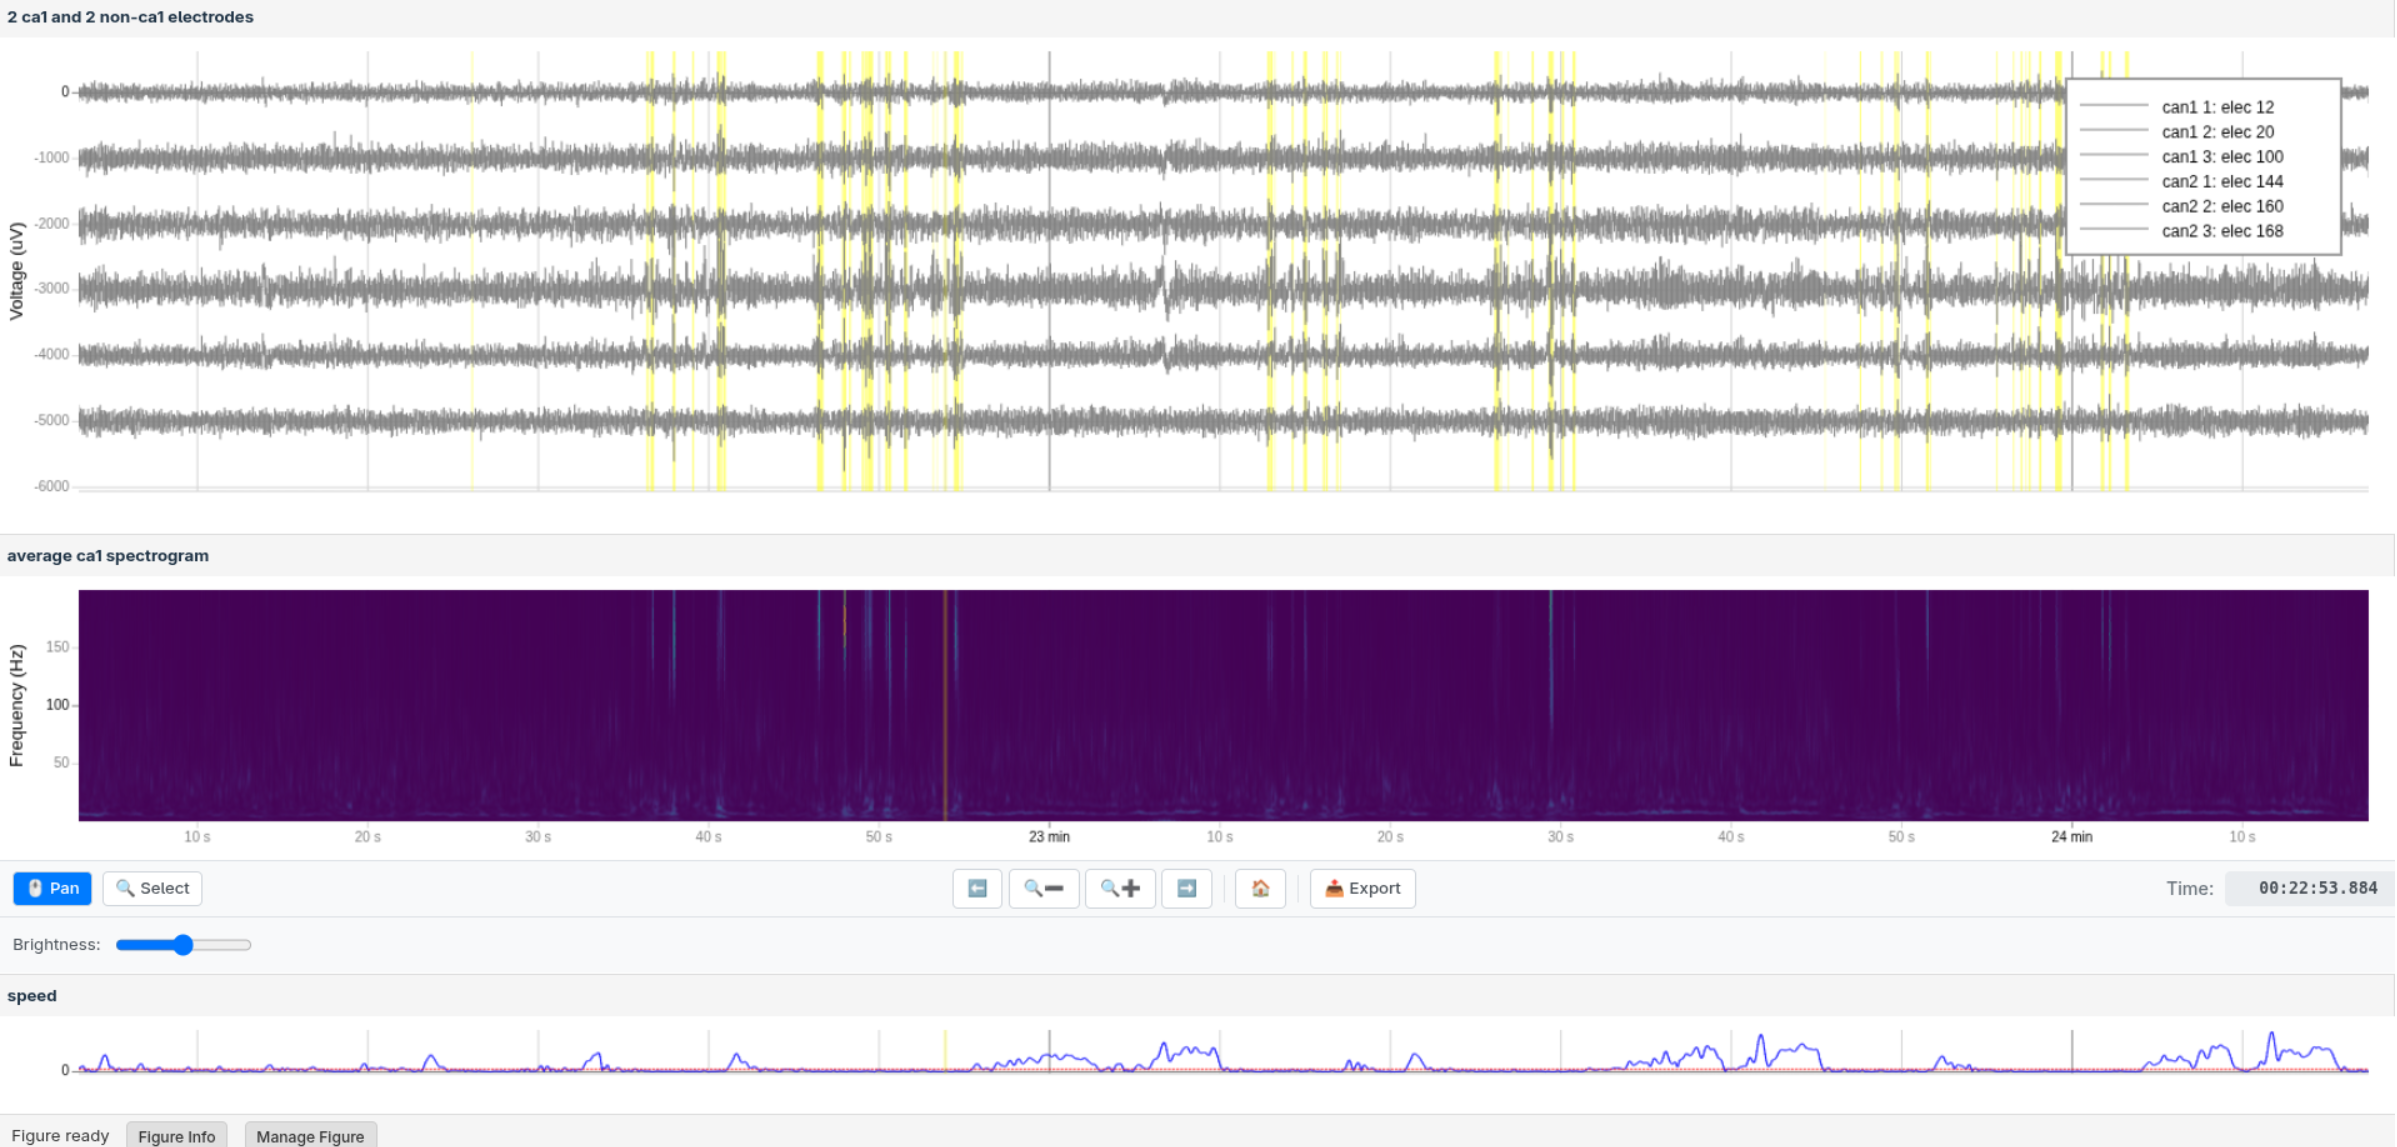 2 ca1 and 2 non-ca1 electrodes
0
-1000
-2000
-3000
-4000
-5000
-6000
Voltage (uV)
can1 1: elec 12
can1 2: elec 20
can1 3: elec 100
can2 1: elec 144
can2 2: elec 160
can2 3: elec 168
average ca1 spectrogram
150
100
50
Frequency (Hz)
10 s 20 s 30 s 40 s 50 s 23 min 10 s 20 s 30 s 40 s 50 s 24 min 10 s
Pan Select Export Time: 00:22:53.884
Brightness:
speed
0
Figure ready Figure Info Manage Figure